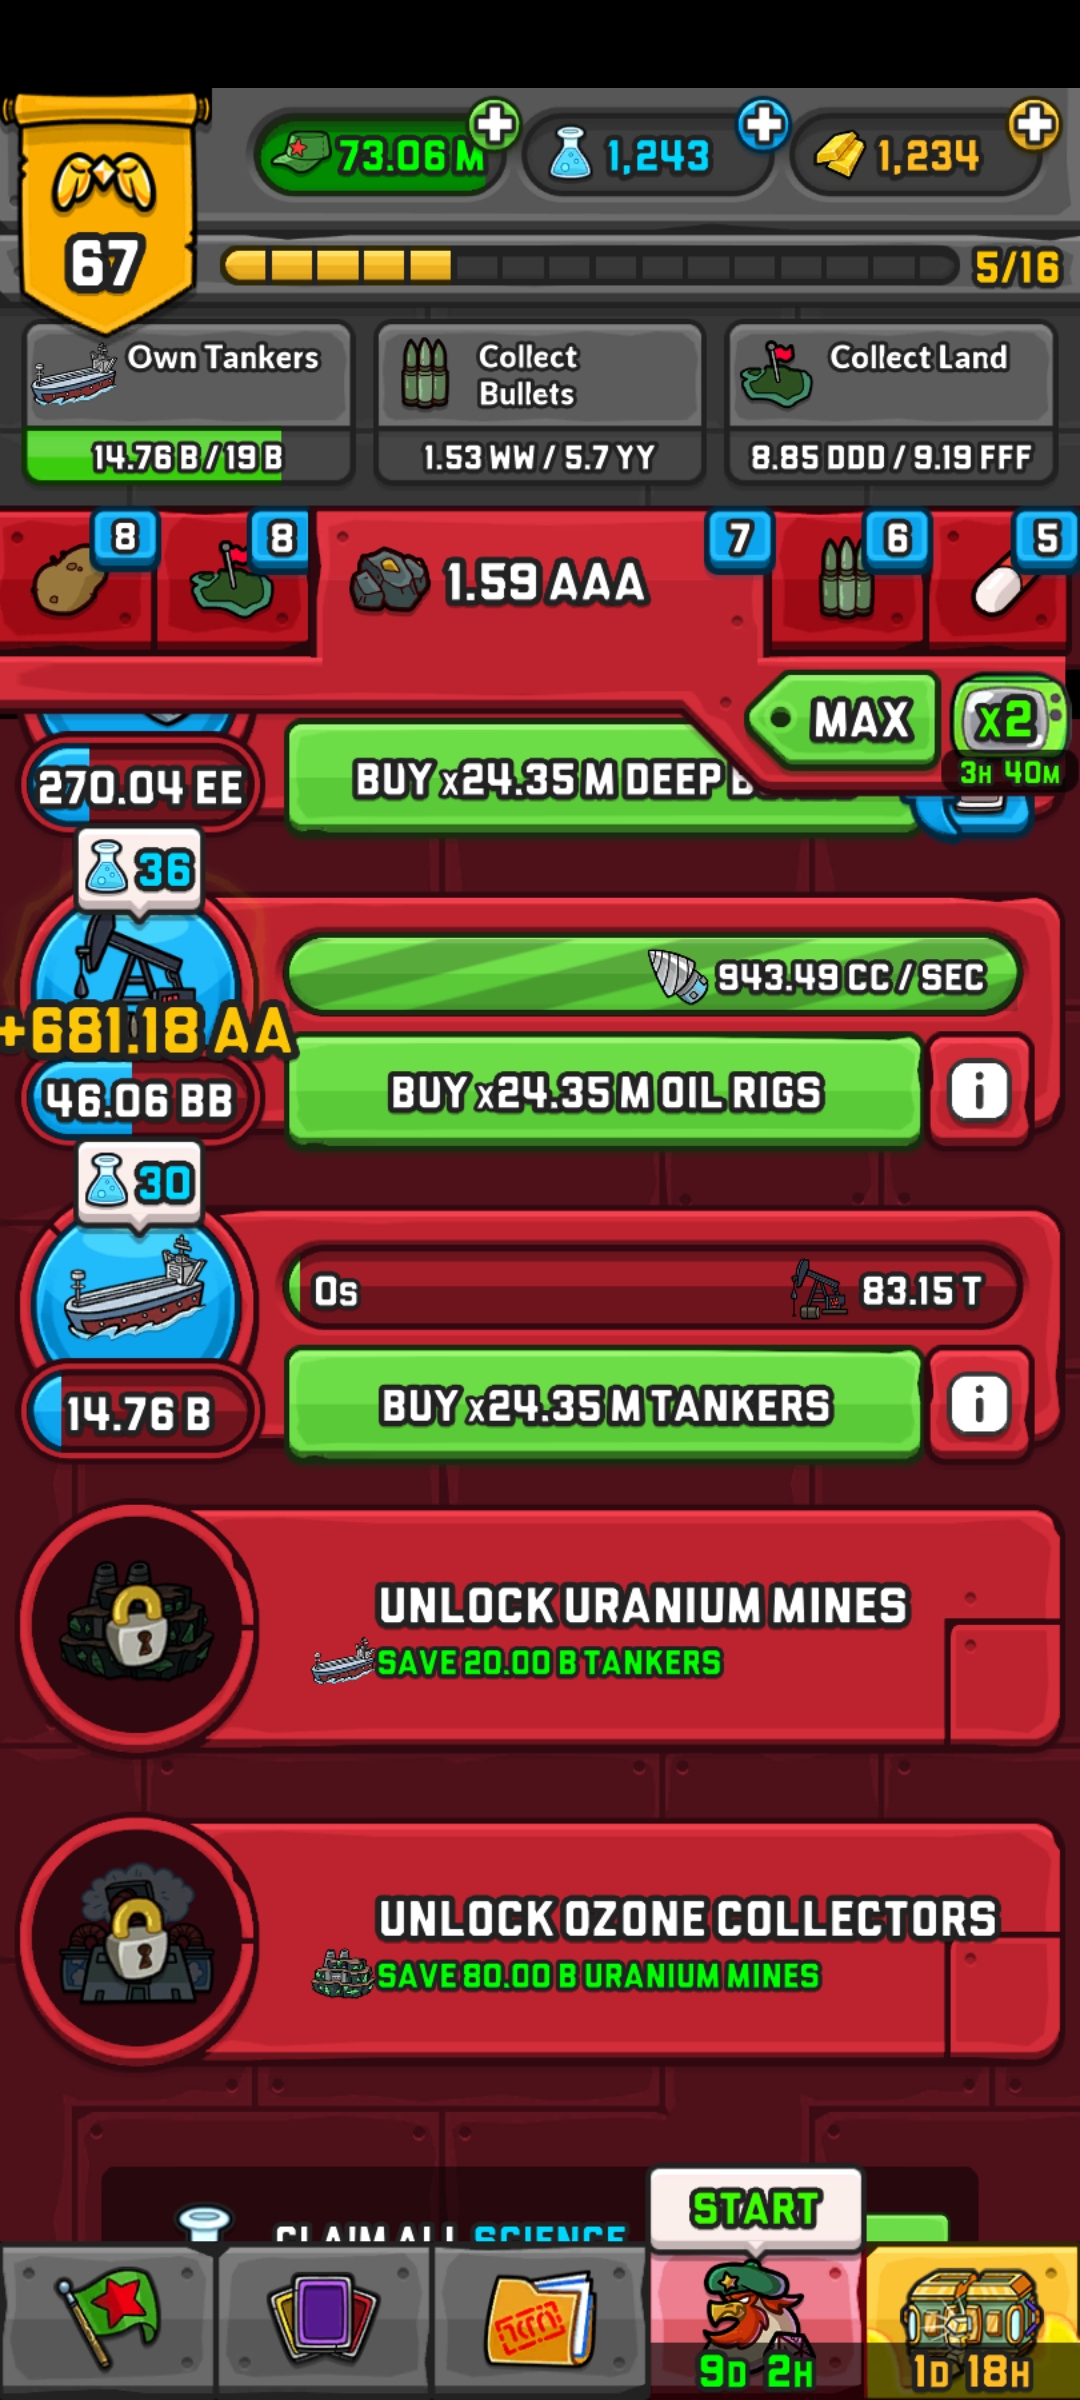 73.06 M
1,243
1,234
67
5/16
Own Tankers
14.76 B / 19 B
Collect
Bullets
1.53 WW / 5.7 YY
Collect Land
8.85 DDD / 9.19 FFF
8
8
1.59 AAA
7
6
5
MAX
x2
3H 40M
270.04 EE
BUY x24.35 M DEEP
36
943.49 CC / SEC
+681.18 AA
46.06 BB
BUY x24.35 M OIL RIGS
i
30
0s
83.15 T
14.76 B
BUY x24.35 M TANKERS
i
UNLOCK URANIUM MINES
SAVE 20.00 B TANKERS
UNLOCK OZONE COLLECTORS
SAVE 80.00 B URANIUM MINES
CLAIM ALL SCIENCE
START
9D 2H
1D 18H